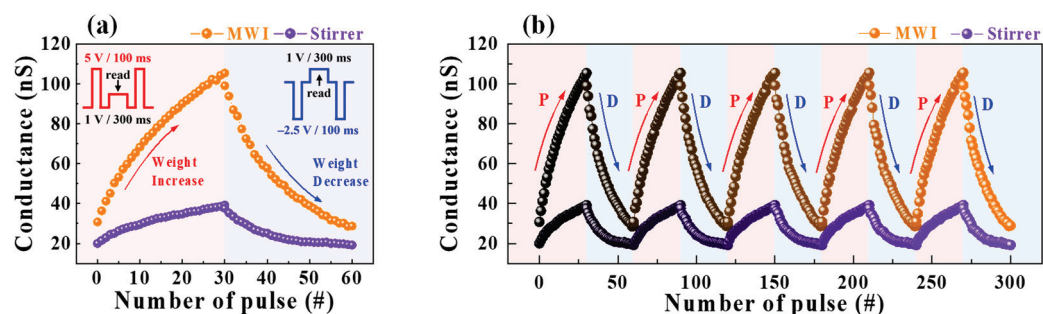 (a)
MWI Stirrer
Conductance (nS)
120
100
80
60
40
20
5 V / 100 ms
read
1 V / 300 ms
1 V / 300 ms
read
−2.5 V / 100 ms
Weight
Increase
Weight
Decrease
0 10 20 30 40 50 60
Number of pulse (#)
(b)
MWI Stirrer
Conductance (nS)
120
100
80
60
40
20
P D P D P D P D P D
0 50 100 150 200 250 300
Number of pulse (#)